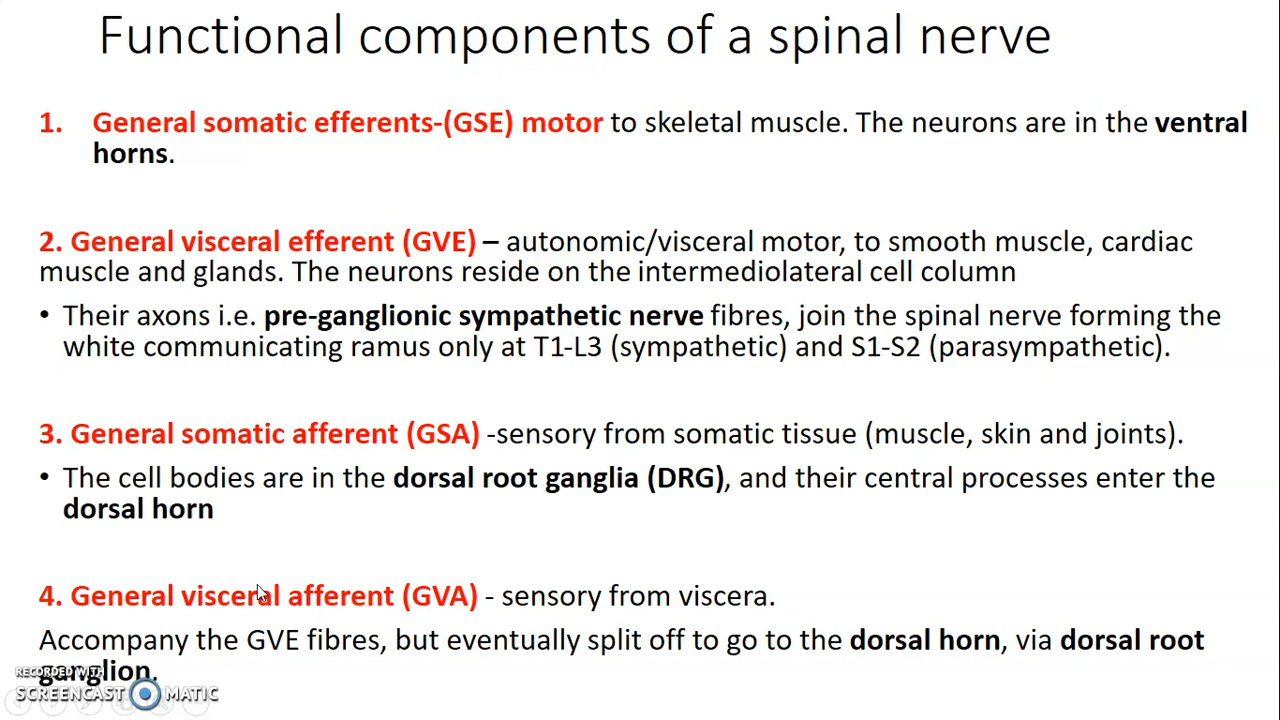 Functional components of a spinal nerve
1. General somatic efferents-(GSE) motor to skeletal muscle. The neurons are in the ventral
horns.
2. General visceral efferent (GVE) – autonomic/visceral motor, to smooth muscle, cardiac
muscle and glands. The neurons reside on the intermediolateral cell column
• Their axons i.e. pre-ganglionic sympathetic nerve fibres, join the spinal nerve forming the
white communicating ramus only at T1-L3 (sympathetic) and S1-S2 (parasympathetic).
3. General somatic afferent (GSA) -sensory from somatic tissue (muscle, skin and joints).
• The cell bodies are in the dorsal root ganglia (DRG), and their central processes enter the
dorsal horn
4. General visceral afferent (GVA) - sensory from viscera.
Accompany the GVE fibres, but eventually split off to go to the dorsal horn, via dorsal root
ganglion.
RECORDED WITH
SCREENCAST MATIC